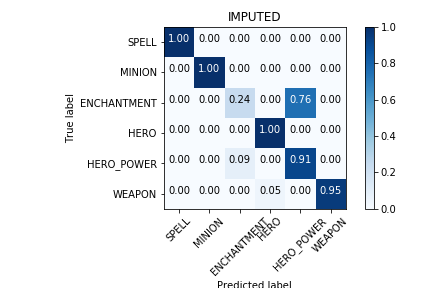 IMPUTED
True label
SPELL 1.00 0.00 0.00 0.00 0.00 0.00
MINION 0.00 1.00 0.00 0.00 0.00 0.00
ENCHANTMENT 0.00 0.00 0.24 0.00 0.76 0.00
HERO 0.00 0.00 0.00 1.00 0.00 0.00
HERO_POWER 0.00 0.00 0.09 0.00 0.91 0.00
WEAPON 0.00 0.00 0.00 0.05 0.00 0.95
SPELL
MINION
ENCHANTMENT
HERO
HERO_POWER
WEAPON
Predicted label
1.0
0.8
0.6
0.4
0.2
0.0